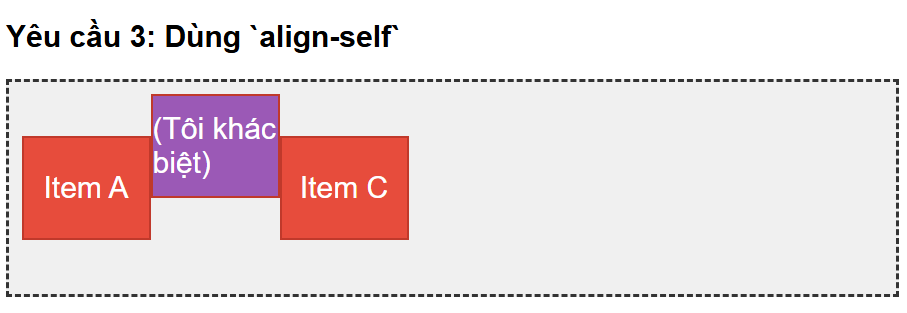 Yêu cầu 3: Dùng `align-self`
(Tôi khác
biệt)
Item A
Item C